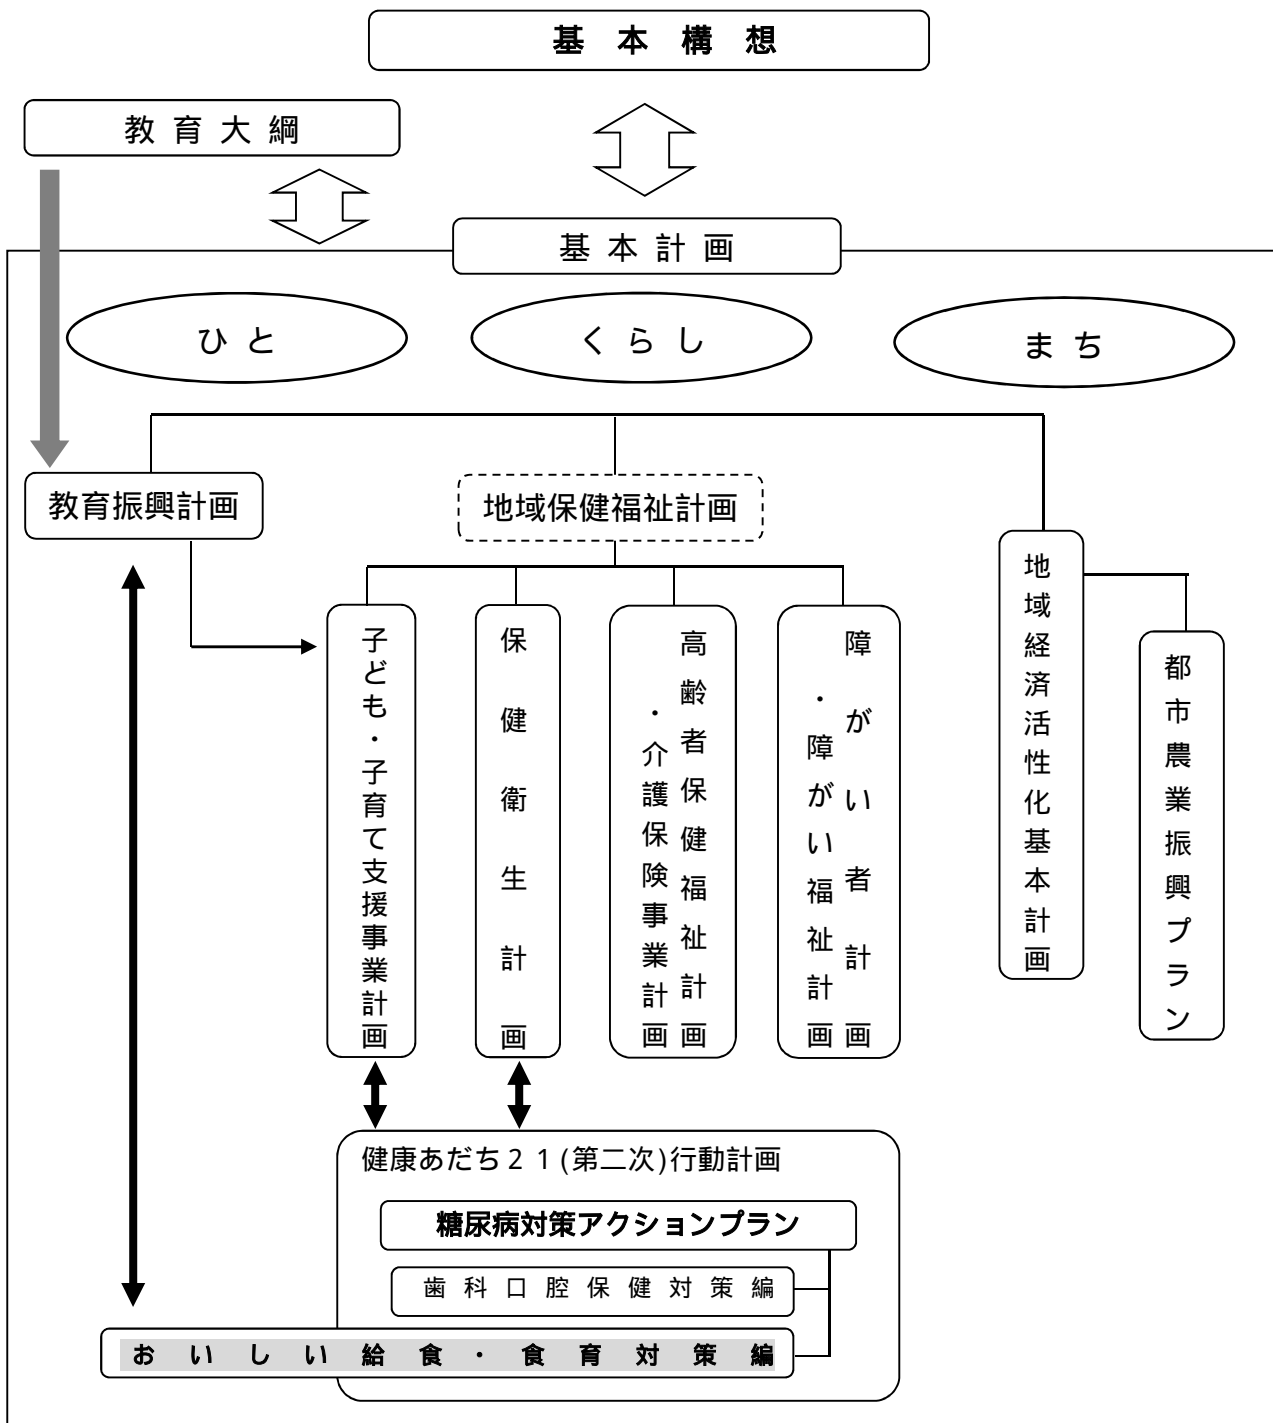 基本構想
教育大綱
基本計画
ひと
くらし
まち
教育振興計画
地域保健福祉計画
子ども・子育て支援事業計画
保健衛生計画
高齢者保健福祉計画
・介護保険事業計画
障がい者計画
・障がい福祉計画
地域経済活性化基本計画
都市農業振興プラン
健康あだち21(第二次)行動計画
糖尿病対策アクションプラン
歯科口腔保健対策編
おいしい給食・食育対策編